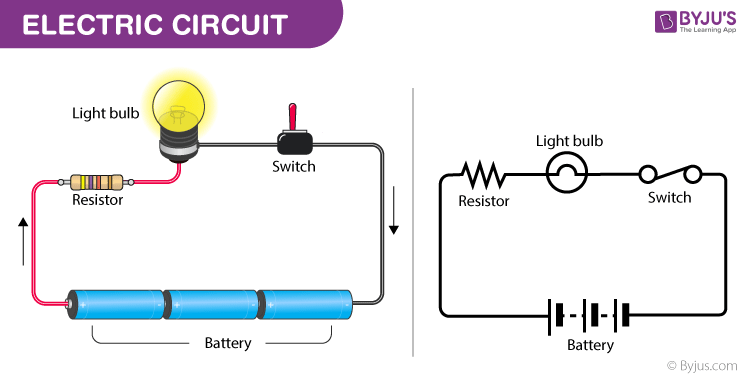 ELECTRIC CIRCUIT
BYJU'S
The Learning App
Light bulb
Switch
Resistor
Battery
Light bulb
Resistor
Switch
Battery
© Byjus.com